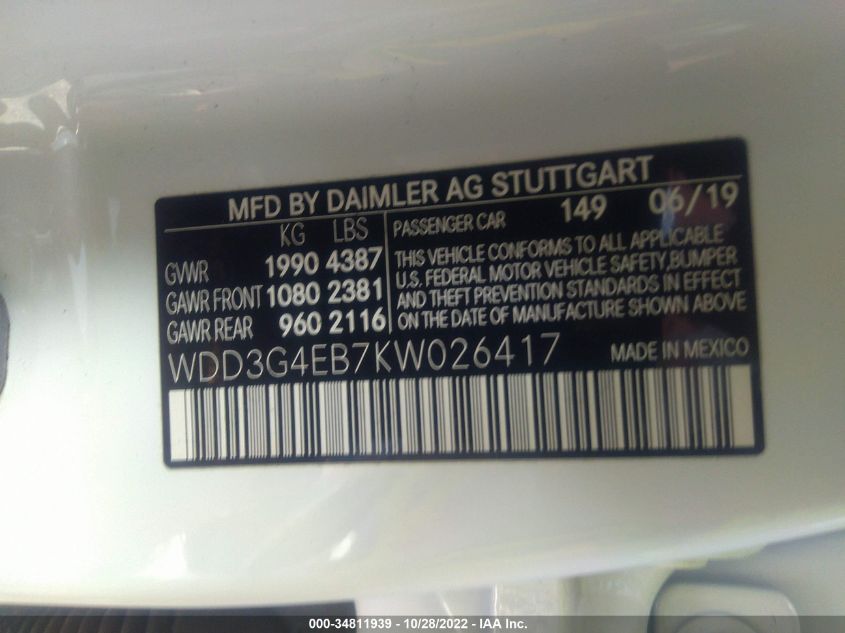 MFD BY DAIMLER AG STUTTGART
KG LBS
GVWR 1990 4387
GAWR FRONT 1080 2381
GAWR REAR 960 2116
PASSENGER CAR 149 06/19
THIS VEHICLE CONFORMS TO ALL APPLICABLE
U.S. FEDERAL MOTOR VEHICLE SAFETY, BUMPER
AND THEFT PREVENTION STANDARDS IN EFFECT
ON THE DATE OF MANUFACTURE SHOWN ABOVE
WDD3G4EB7KW026417 MADE IN MEXICO
000-34811939 - 10/28/2022 - IAA Inc.